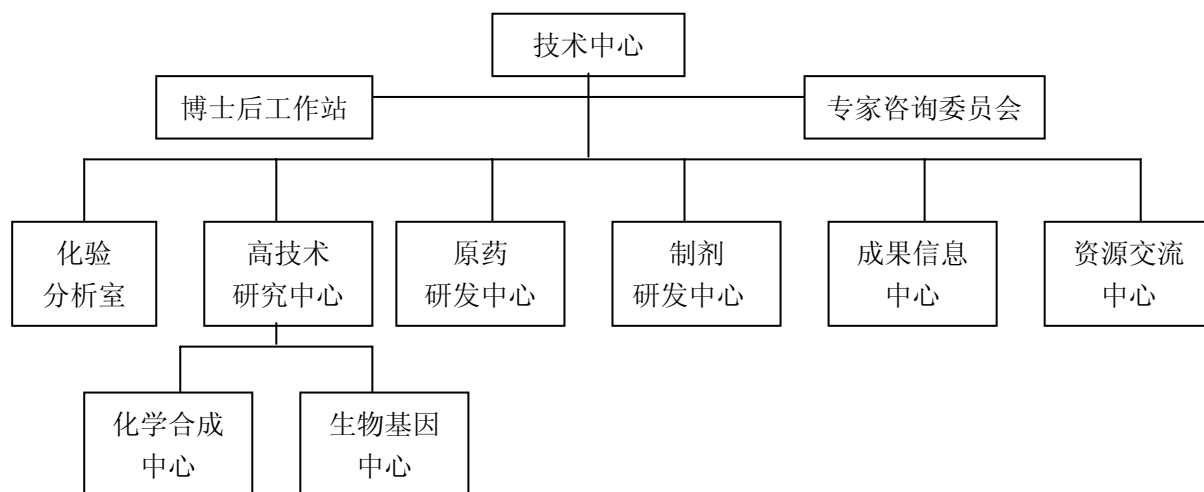 技术中心
博士后工作站
专家咨询委员会
化验
分析室
高技术
研究中心
原药
研发中心
制剂
研发中心
成果信息
中心
资源交流
中心
化学合成
中心
生物基因
中心